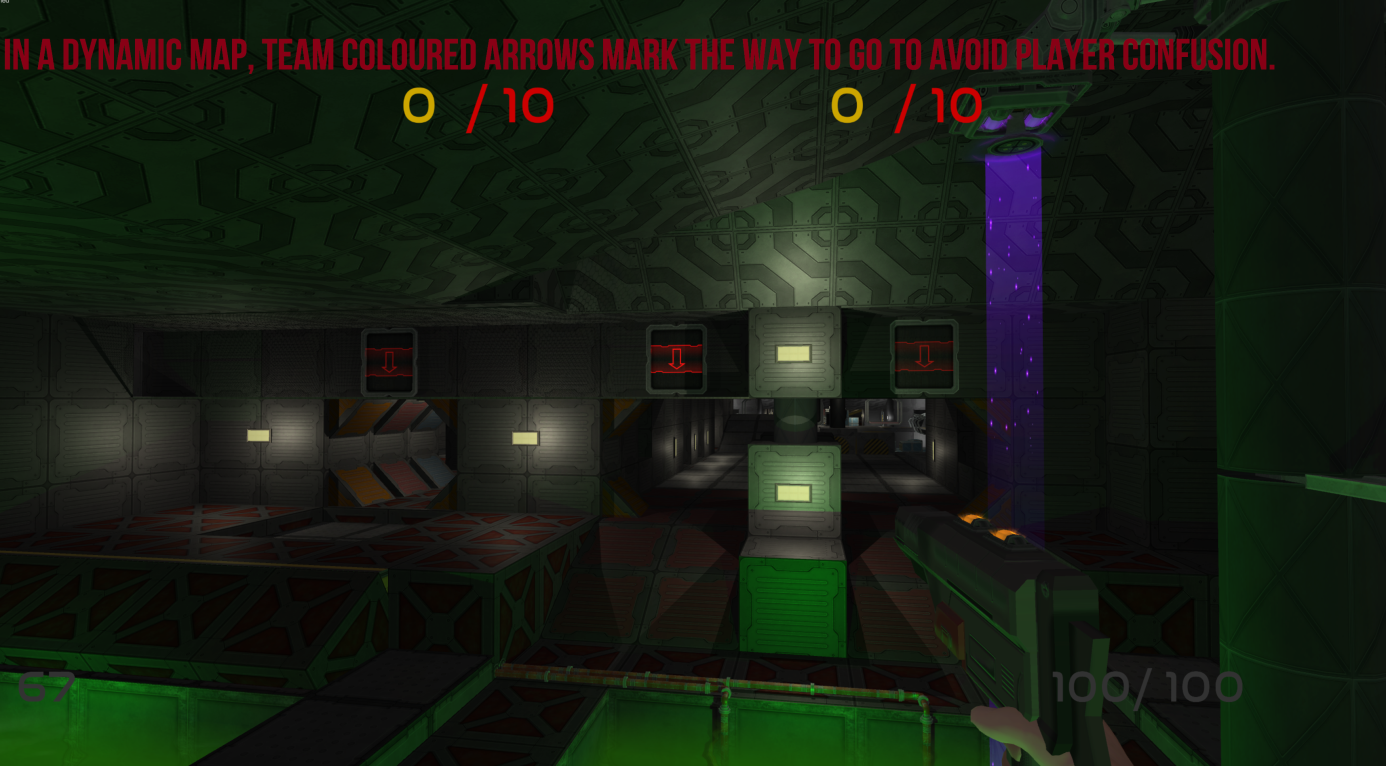 IN A DYNAMIC MAP, TEAM COLOURED ARROWS MARK THE WAY TO GO TO AVOID PLAYER CONFUSION.
0 / 10 0 / 10
67 100/ 100